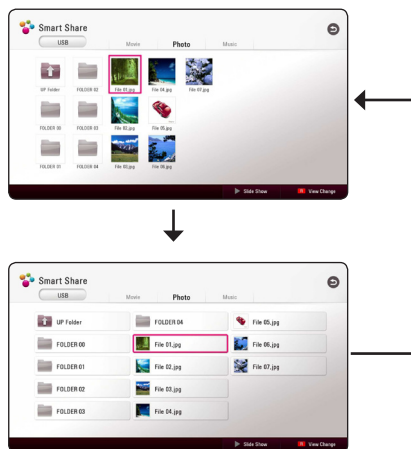 Smart Share
USB Movie Photo Music
UP Folder FOLDER 02 File 01.jpg File 04.jpg File 07.jpg
FOLDER 00 FOLDER 03 File 02.jpg File 05.jpg
FOLDER 01 FOLDER 04 File 03.jpg File 06.jpg
Slide Show View Change
Smart Share
USB Movie Photo Music
UP Folder FOLDER 04 File 05.jpg
FOLDER 00 File 01.jpg File 06.jpg
FOLDER 01 File 02.jpg File 07.jpg
FOLDER 02 File 03.jpg
FOLDER 03 File 04.jpg
Slide Show View Change